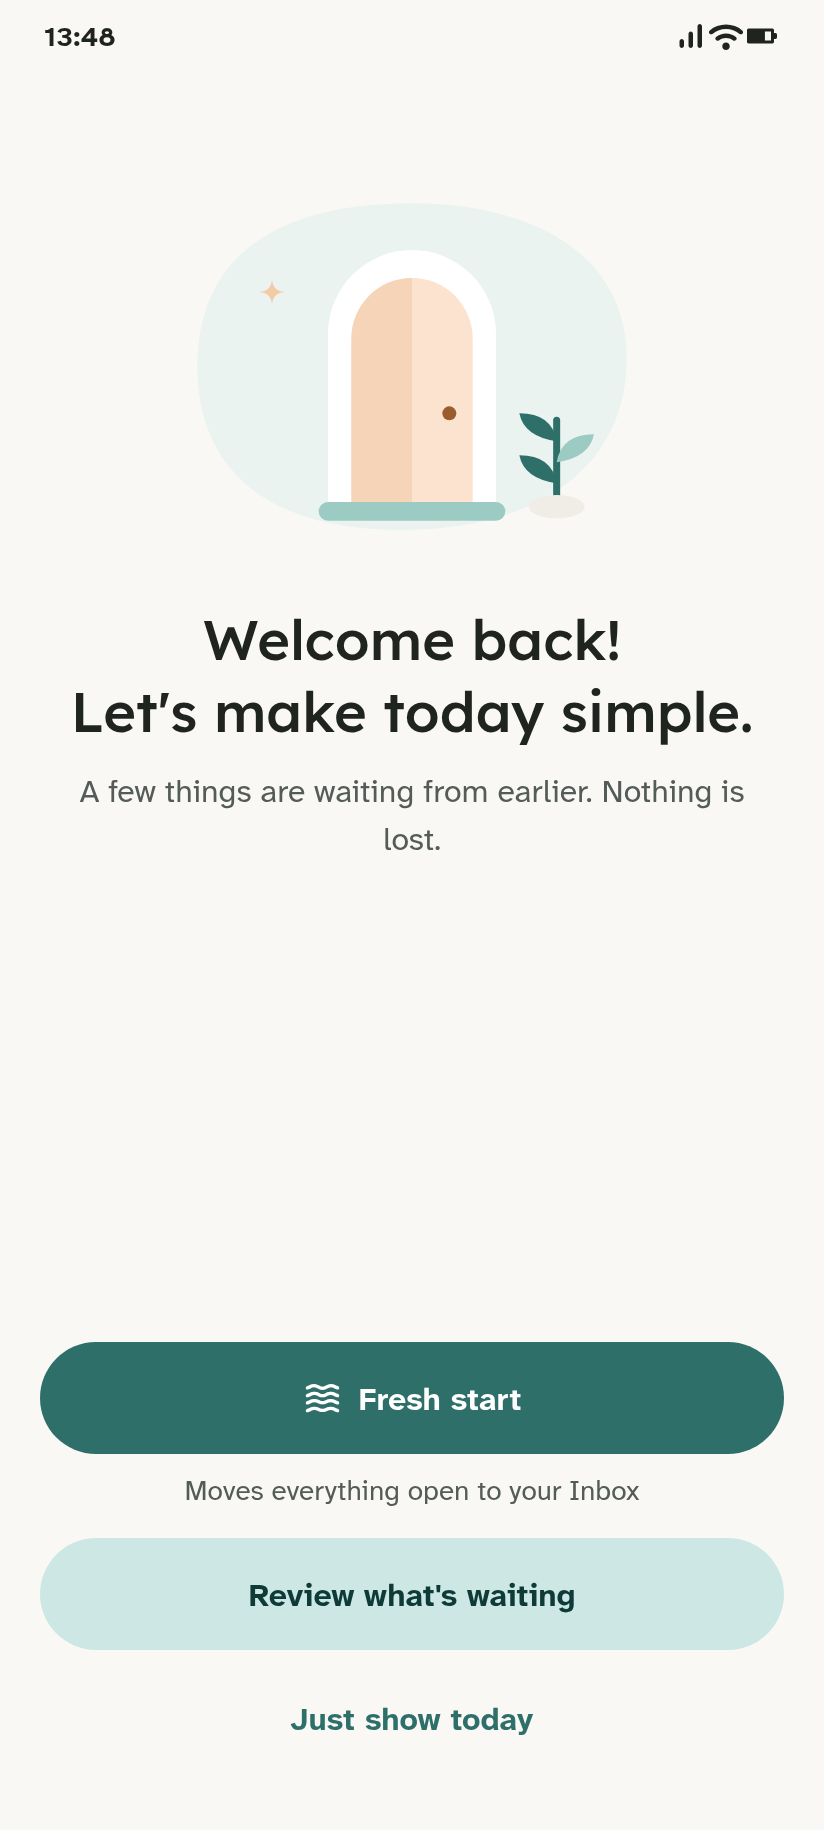 13:48
Welcome back!
Let's make today simple.
A few things are waiting from earlier. Nothing is
lost.
Fresh start
Moves everything open to your Inbox
Review what's waiting
Just show today